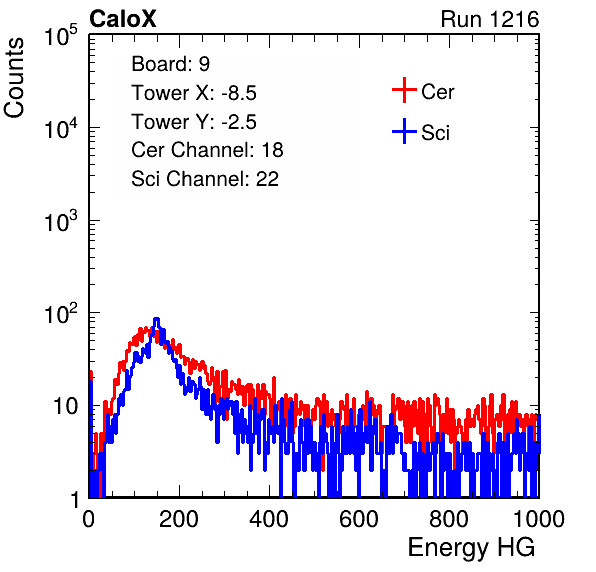 CaloX Run 1216
Counts
10^5
10^4
10^3
10^2
10
1
Board: 9
Tower X: -8.5
Tower Y: -2.5
Cer Channel: 18
Sci Channel: 22
Cer
Sci
0 200 400 600 800 1000
Energy HG